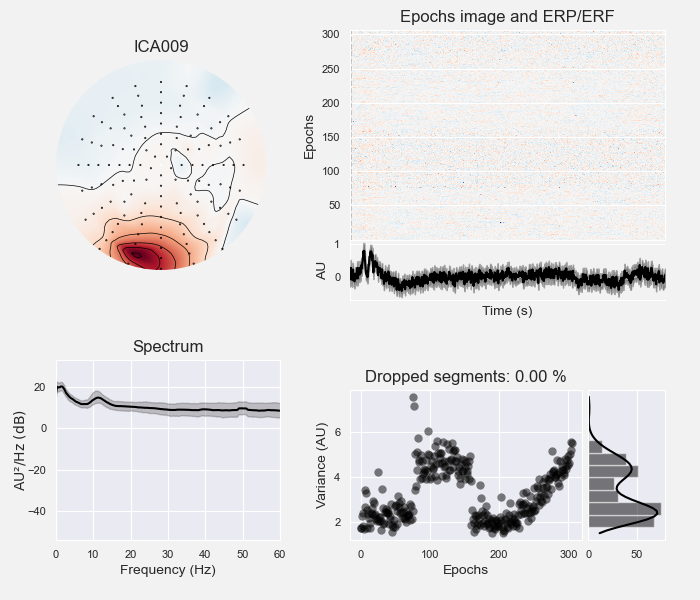 ICA009
Epochs image and ERP/ERF
300
250
200
150
100
50
Epochs
1
0
AU
Time (s)
Spectrum
20
0
−20
−40
AU²/Hz (dB)
0 10 20 30 40 50 60
Frequency (Hz)
Dropped segments: 0.00 %
6
4
2
Variance (AU)
0 100 200 300
Epochs
0 50